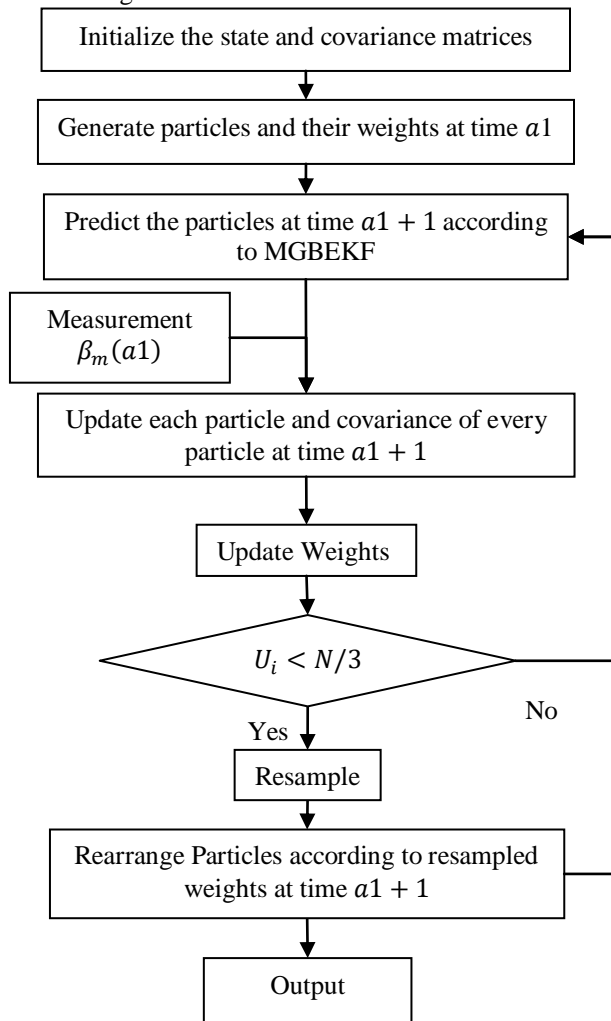 Initialize the state and covariance matrices
Generate particles and their weights at time a1
Predict the particles at time a1 + 1 according
to MGBEKF
Measurement
βₘ(a1)
Update each particle and covariance of every
particle at time a1 + 1
Update Weights
Uᵢ < N/3
No
Yes
Resample
Rearrange Particles according to resampled
weights at time a1 + 1
Output